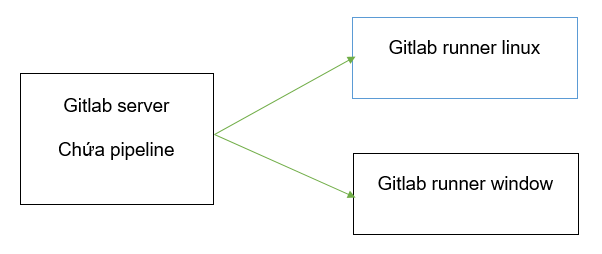 Gitlab server
Chứa pipeline
Gitlab runner linux
Gitlab runner window